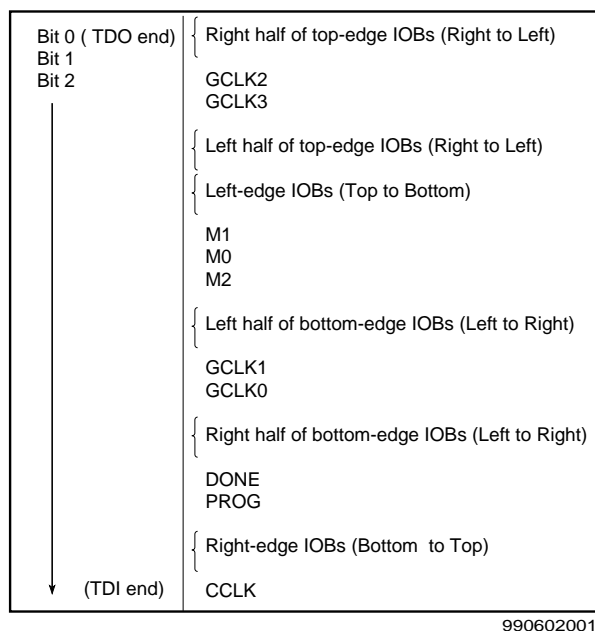 Bit 0 ( TDO end)
Bit 1
Bit 2
Right half of top-edge IOBs (Right to Left)
GCLK2
GCLK3
Left half of top-edge IOBs (Right to Left)
Left-edge IOBs (Top to Bottom)
M1
M0
M2
Left half of bottom-edge IOBs (Left to Right)
GCLK1
GCLK0
Right half of bottom-edge IOBs (Left to Right)
DONE
PROG
Right-edge IOBs (Bottom to Top)
(TDI end)
CCLK
990602001